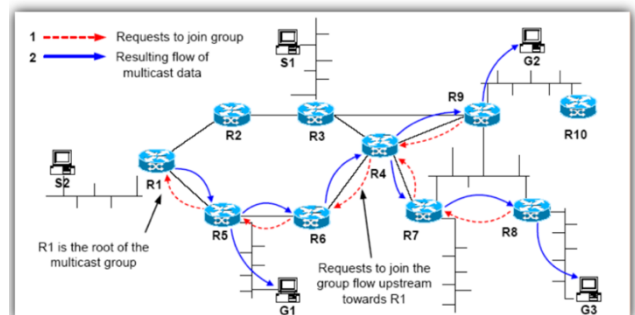 1 Requests to join group
2 Resulting flow of
multicast data
S1
G2
R9
R10
R2
R3
R4
S2
R1
R5
R6
R7
R8
R1 is the root of the
multicast group
Requests to join the
group flow upstream
towards R1
G1
G3